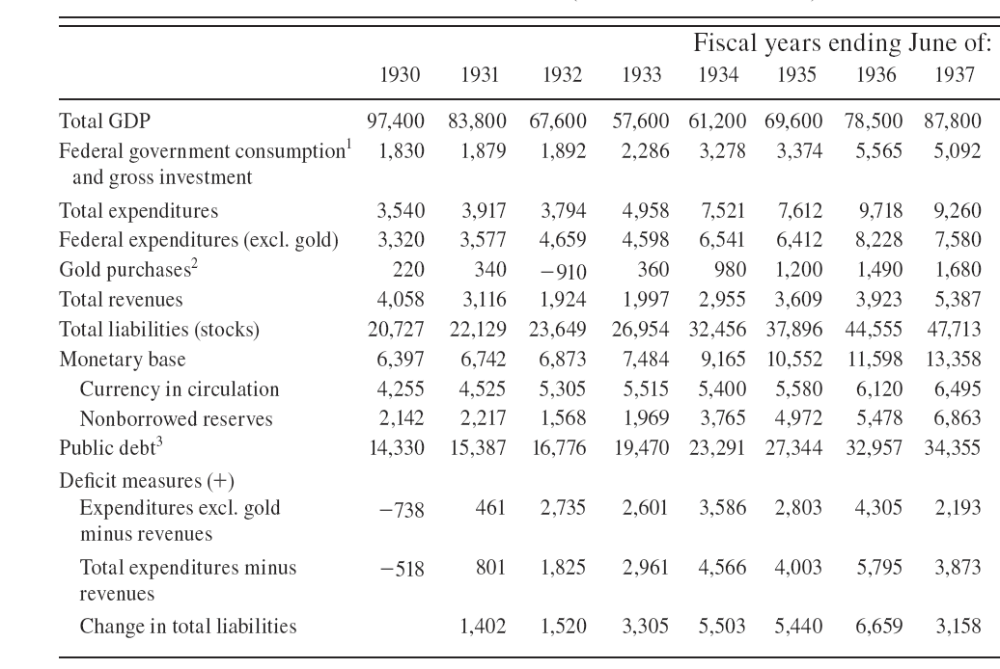 Fiscal years ending June of:
1930 1931 1932 1933 1934 1935 1936 1937
Total GDP 97,400 83,800 67,600 57,600 61,200 69,600 78,500 87,800
Federal government consumption¹ 1,830 1,879 1,892 2,286 3,278 3,374 5,565 5,092
and gross investment
Total expenditures 3,540 3,917 3,794 4,958 7,521 7,612 9,718 9,260
Federal expenditures (excl. gold) 3,320 3,577 4,659 4,598 6,541 6,412 8,228 7,580
Gold purchases² 220 340 −910 360 980 1,200 1,490 1,680
Total revenues 4,058 3,116 1,924 1,997 2,955 3,609 3,923 5,387
Total liabilities (stocks) 20,727 22,129 23,649 26,954 32,456 37,896 44,555 47,713
Monetary base 6,397 6,742 6,873 7,484 9,165 10,552 11,598 13,358
Currency in circulation 4,255 4,525 5,305 5,515 5,400 5,580 6,120 6,495
Nonborrowed reserves 2,142 2,217 1,568 1,969 3,765 4,972 5,478 6,863
Public debt³ 14,330 15,387 16,776 19,470 23,291 27,344 32,957 34,355
Deficit measures (+)
Expenditures excl. gold −738 461 2,735 2,601 3,586 2,803 4,305 2,193
minus revenues
Total expenditures minus −518 801 1,825 2,961 4,566 4,003 5,795 3,873
revenues
Change in total liabilities 1,402 1,520 3,305 5,503 5,440 6,659 3,158